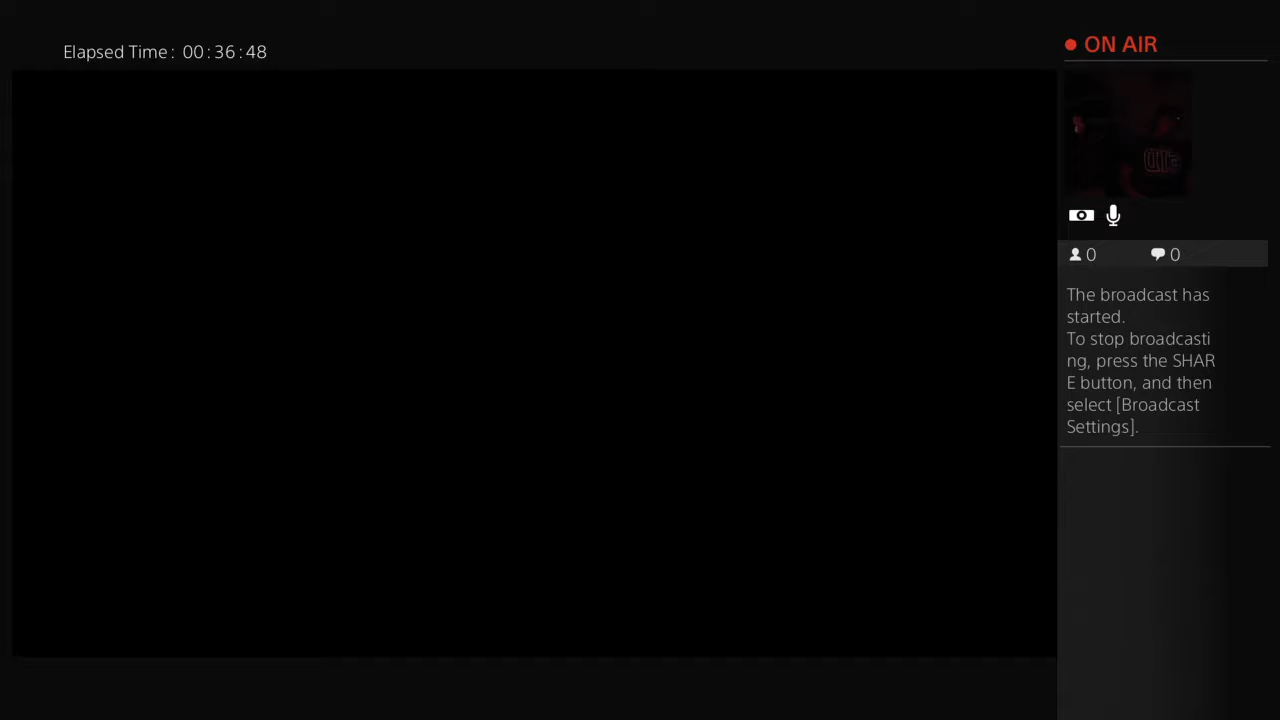 Elapsed Time: 00:36:48
ON AIR
0 0
The broadcast has
started.
To stop broadcasti
ng, press the SHAR
E button, and then
select [Broadcast
Settings].